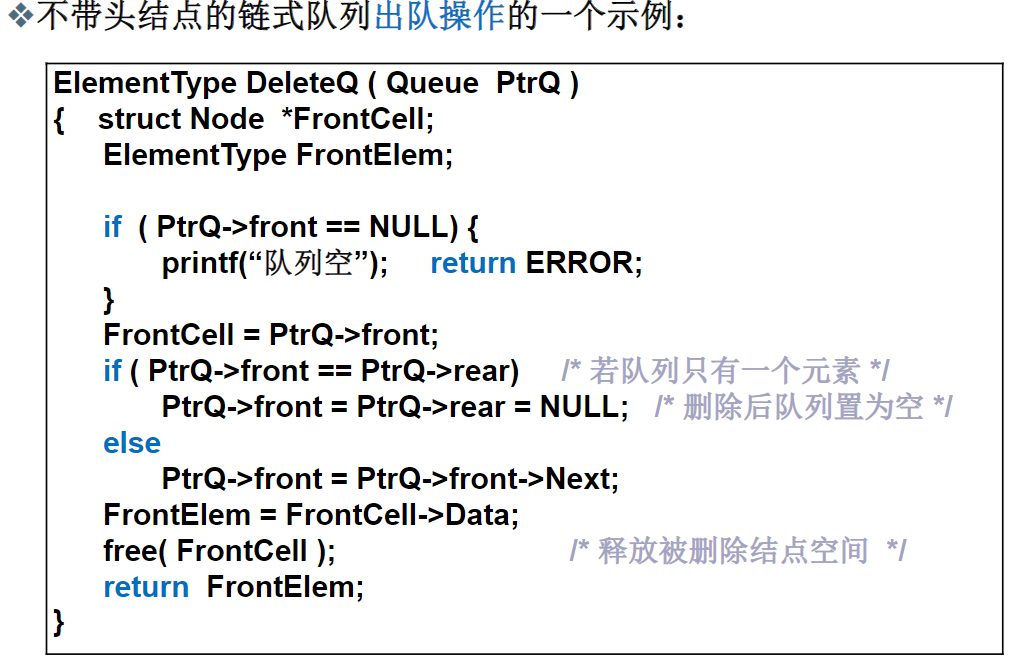 ❖不带头结点的链式队列出队操作的一个示例：
ElementType DeleteQ ( Queue PtrQ )
{ struct Node *FrontCell;
ElementType FrontElem;
if ( PtrQ->front == NULL) {
printf(“队列空”); return ERROR;
}
FrontCell = PtrQ->front;
if ( PtrQ->front == PtrQ->rear) /* 若队列只有一个元素 */
PtrQ->front = PtrQ->rear = NULL; /* 删除后队列置为空 */
else
PtrQ->front = PtrQ->front->Next;
FrontElem = FrontCell->Data;
free( FrontCell ); /* 释放被删除结点空间 */
return FrontElem;
}